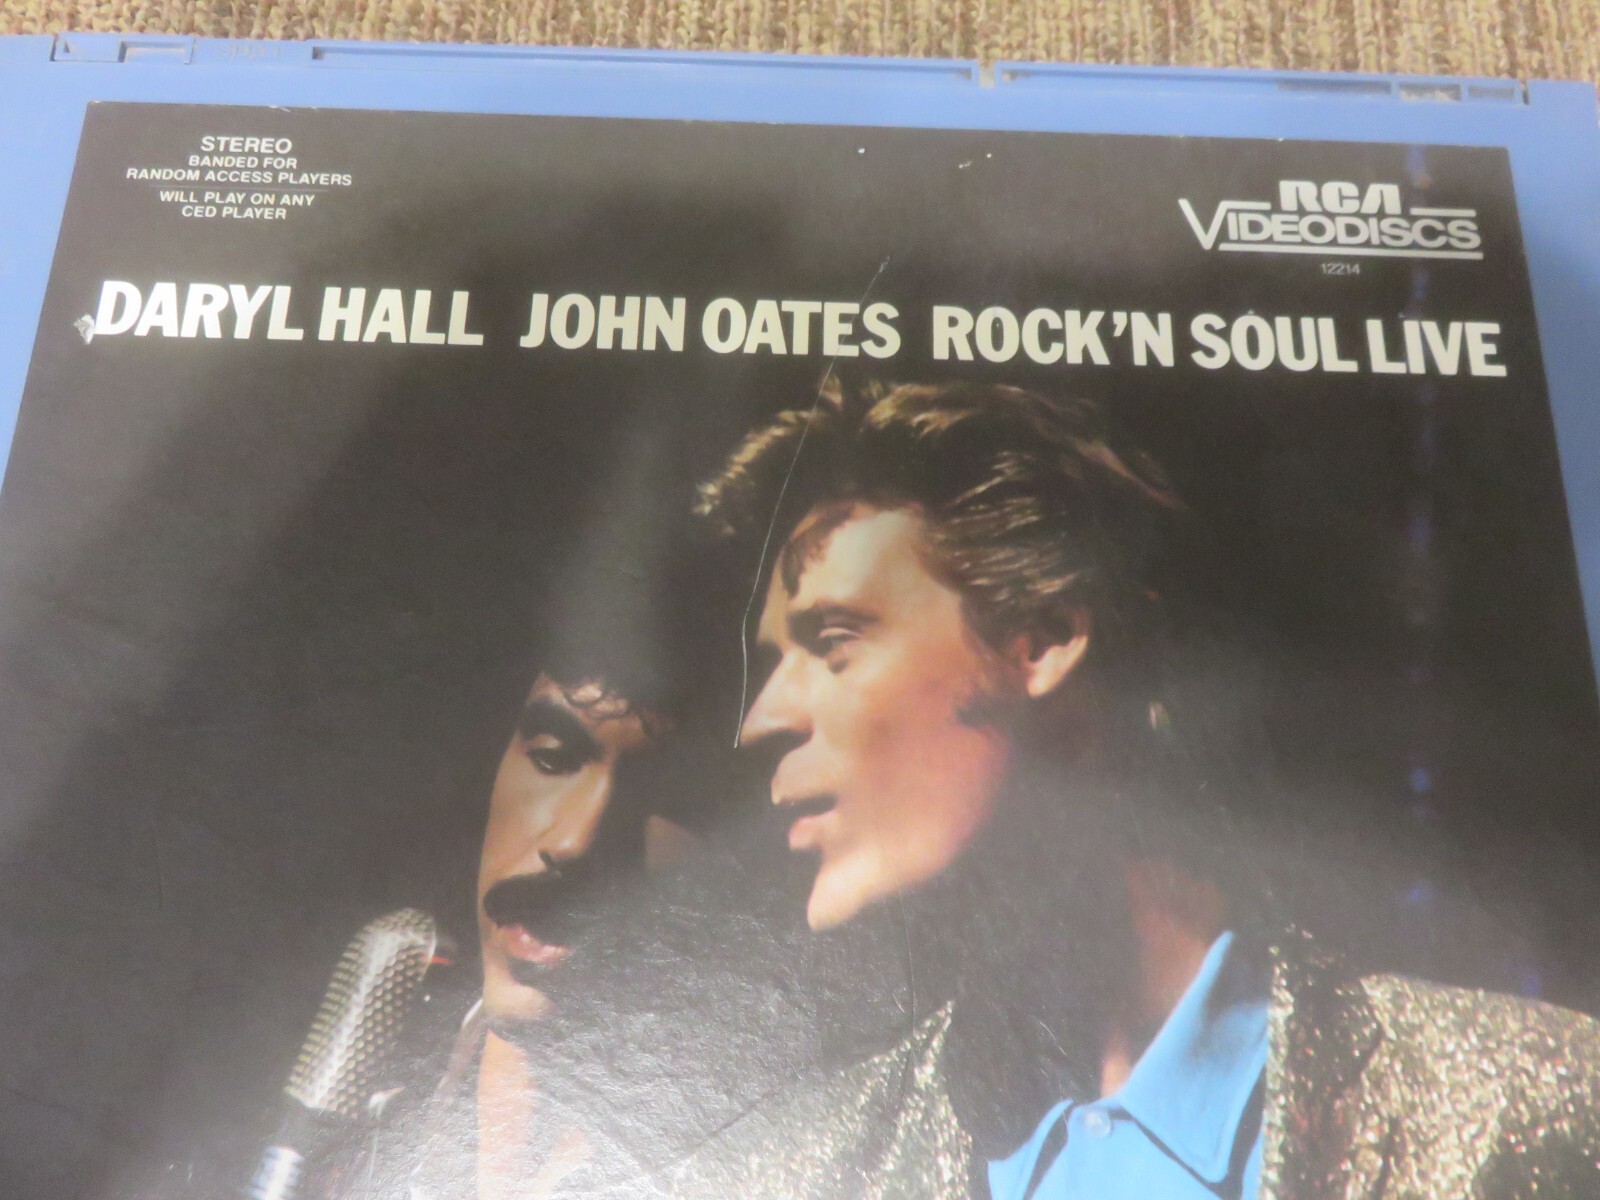 STEREO
BANDED FOR
RANDOM ACCESS PLAYERS
WILL PLAY ON ANY
CED PLAYER
RCA
VIDEODISCS
12214
DARYL HALL JOHN OATES ROCK'N SOUL LIVE